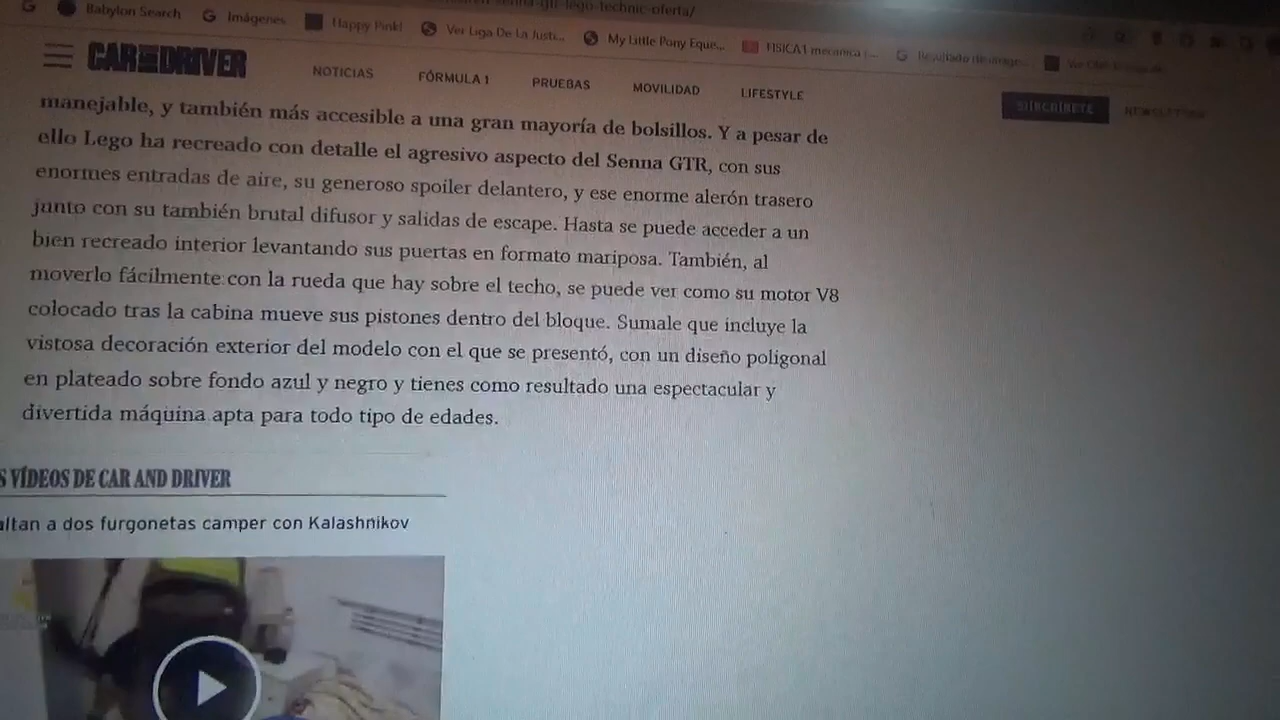 senna-gtr-lego-technic-oferta/
Babylon Search
Imágenes
Happy Pink!
Ver Liga De La Justi...
My Little Pony Eque...
FISICA I mecanica
CAR AND DRIVER
NOTICIAS
FÓRMULA 1
PRUEBAS
MOVILIDAD
LIFESTYLE
SUSCRÍBETE
NEWSLETTER
manejable, y también más accesible a una gran mayoría de bolsillos. Y a pesar de
ello Lego ha recreado con detalle el agresivo aspecto del Senna GTR, con sus
enormes entradas de aire, su generoso spoiler delantero, y ese enorme alerón trasero
junto con su también brutal difusor y salidas de escape. Hasta se puede acceder a un
bien recreado interior levantando sus puertas en formato mariposa. También, al
moverlo fácilmente con la rueda que hay sobre el techo, se puede ver como su motor V8
colocado tras la cabina mueve sus pistones dentro del bloque. Sumale que incluye la
vistosa decoración exterior del modelo con el que se presentó, con un diseño poligonal
en plateado sobre fondo azul y negro y tienes como resultado una espectacular y
divertida máquina apta para todo tipo de edades.
S VÍDEOS DE CAR AND DRIVER
altan a dos furgonetas camper con Kalashnikov